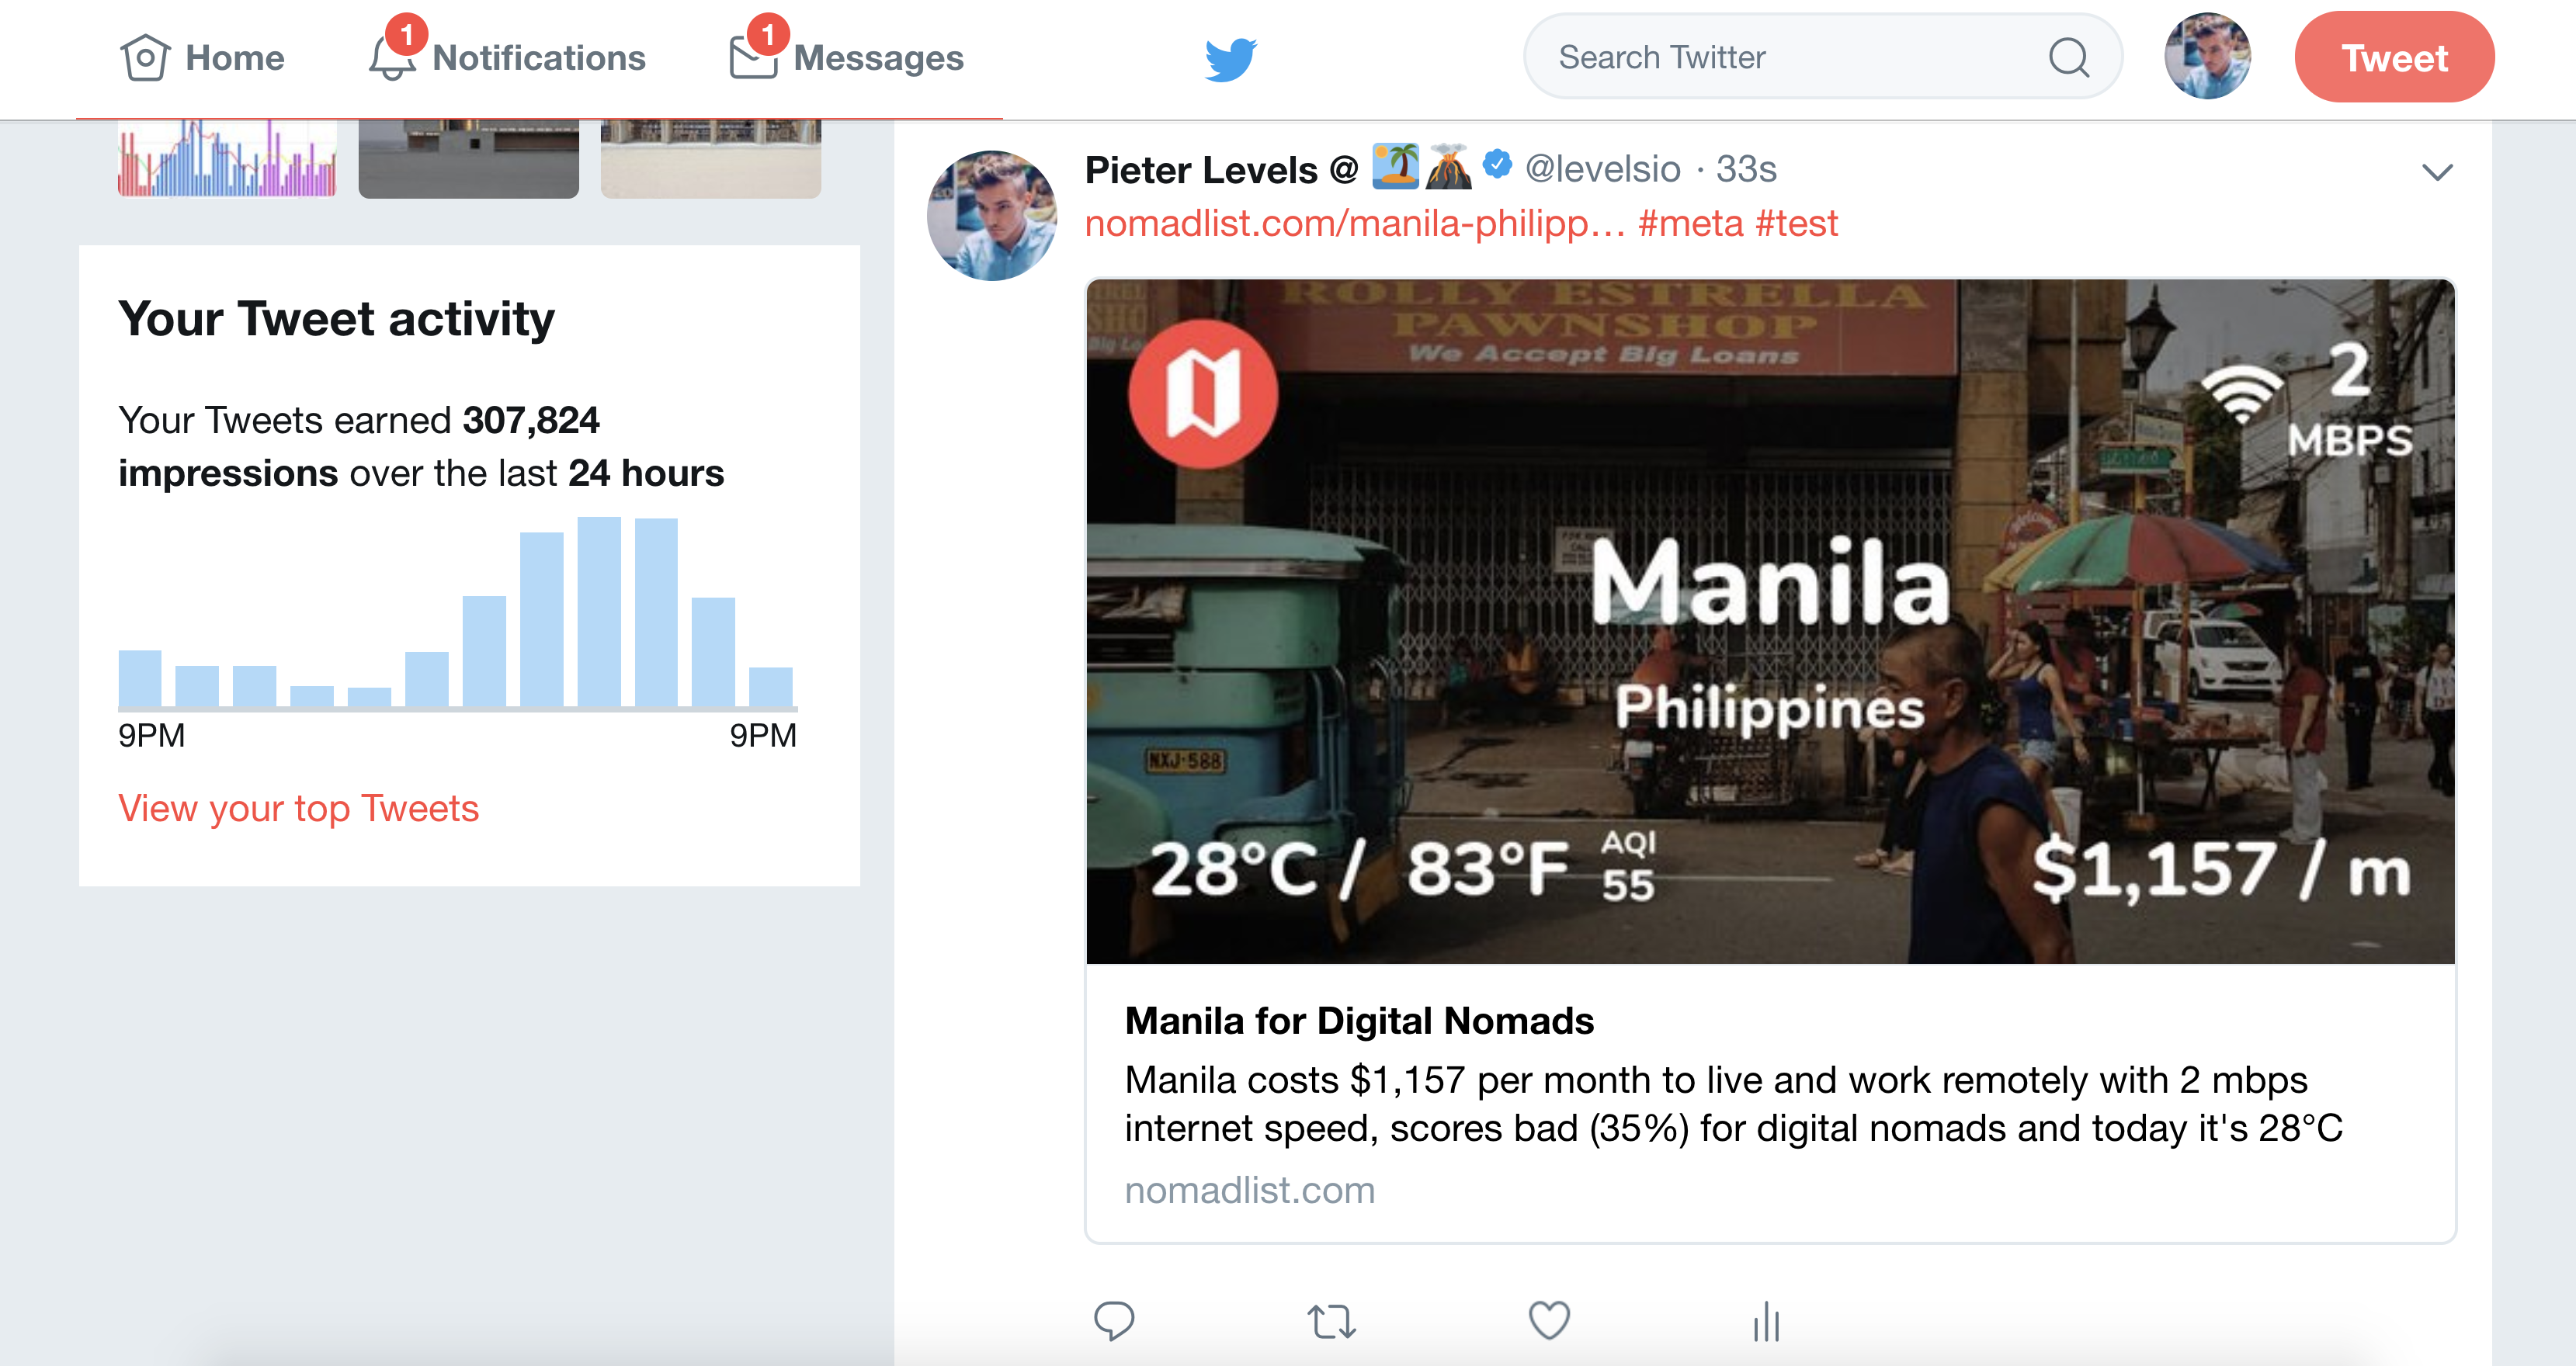 Home
1
Notifications
1
Messages
Search Twitter
Tweet
Your Tweet activity
Your Tweets earned 307,824
impressions over the last 24 hours
9PM
9PM
View your top Tweets
Pieter Levels @ 🏝🌋 @levelsio · 33s
nomadlist.com/manila-philipp… #meta #test
ROLLY ESTRELLA
PAWNSHOP
We Accept Big Loans
2
MBPS
Manila
Philippines
NXJ-588
28°C / 83°F
AQI
55
$1,157 / m
Manila for Digital Nomads
Manila costs $1,157 per month to live and work remotely with 2 mbps
internet speed, scores bad (35%) for digital nomads and today it's 28°C
nomadlist.com